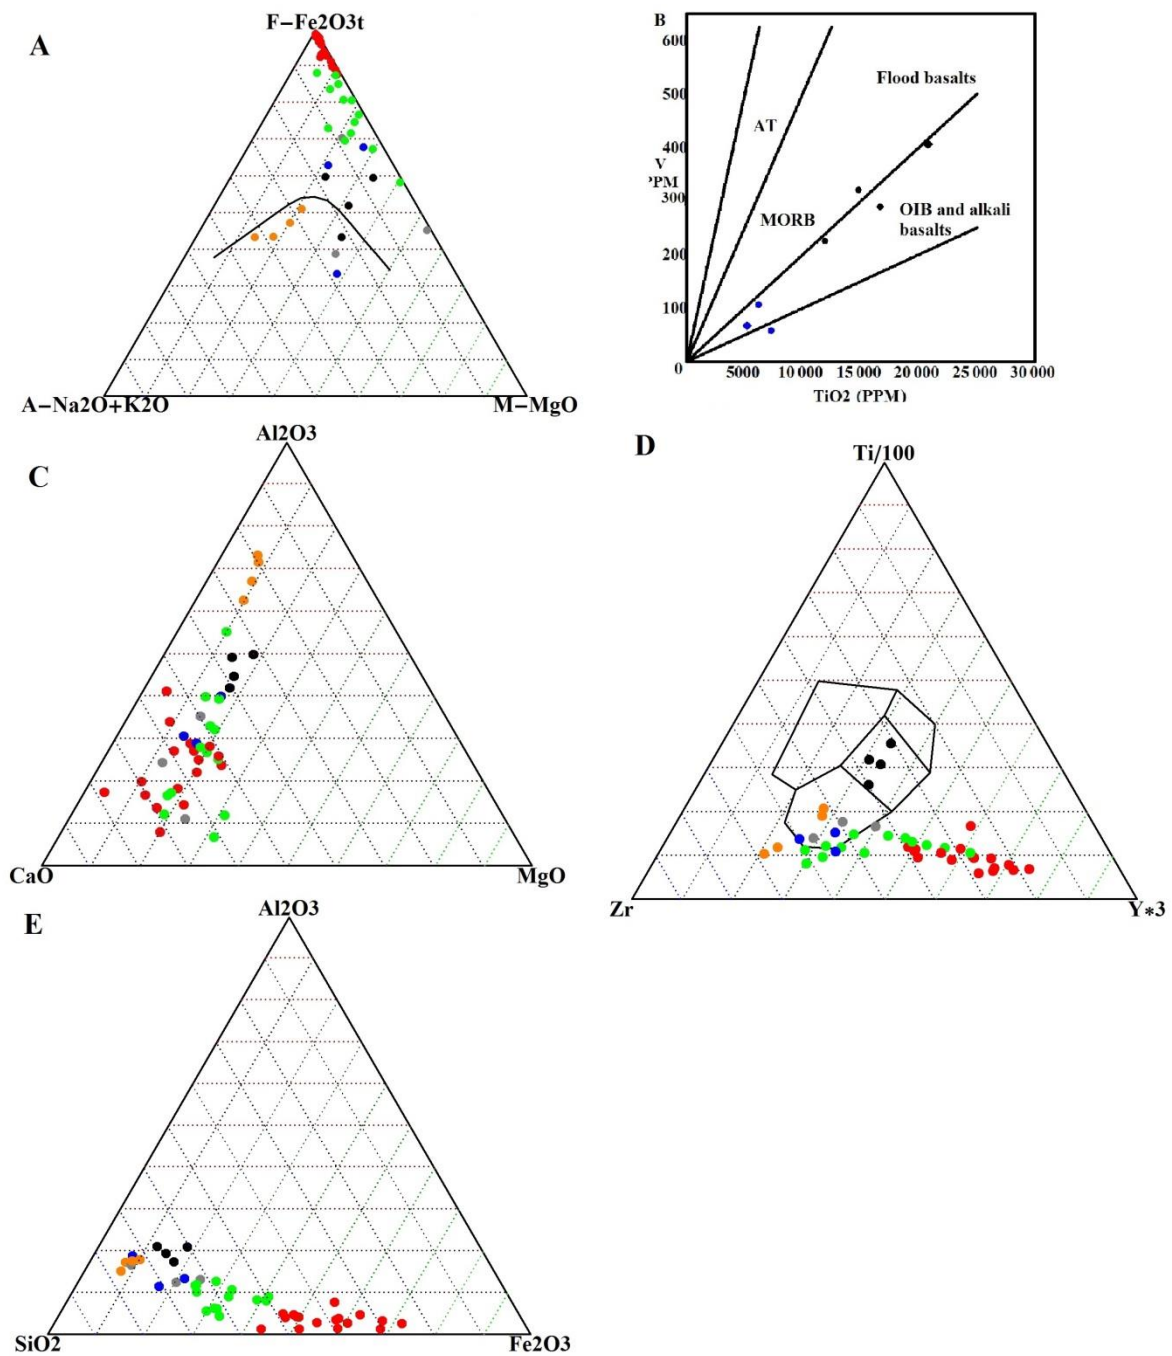 A
F-Fe2O3t
A-Na2O+K2O
M-MgO
B
600
500
400
V
PPM
300
200
100
0
Flood basalts
AT
MORB
OIB and alkali
basalts
5000
10 000
15 000
20 000
25 000
30 000
TiO2 (PPM)
C
Al2O3
CaO
MgO
D
Ti/100
Zr
Y*3
E
Al2O3
SiO2
Fe2O3